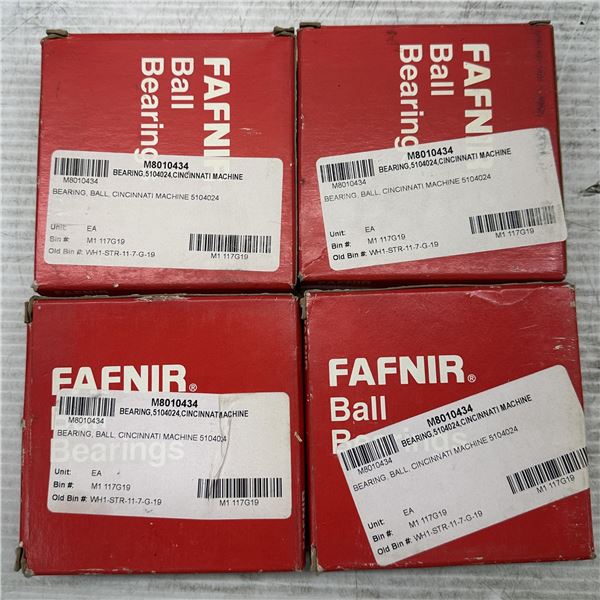 FAFNIR
Ball
Bearing
M8010434
BEARING,5104024,CINCINNATI MACHINE
M8010434
BEARING, BALL, CINCINNATI MACHINE 5104024
Unit: EA
Bin #: M1 117G19
Old Bin #: WH1-STR-11-7-G-19
M1 117G19
FAFNIR
Ball
Bearing
M8010434
BEARING,5104024,CINCINNATI MACHINE
M8010434
BEARING, BALL, CINCINNATI MACHINE 5104024
Unit: EA
Bin #: M1 117G19
Old Bin #: WH1-STR-11-7-G-19
M1 117G19
FAFNIR®
Bearings
M8010434
BEARING,5104024,CINCINNATI MACHINE
M8010434
BEARING, BALL, CINCINNATI MACHINE 5104024
Unit: EA
Bin #: M1 117G19
Old Bin #: WH1-STR-11-7-G-19
M1 117G19
FAFNIR®
Ball
Bearings
M8010434
BEARING,5104024,CINCINNATI MACHINE
M8010434
BEARING, BALL, CINCINNATI MACHINE 5104024
Unit: EA
Bin #: M1 117G19
Old Bin #: WH1-STR-11-7-G-19
M1 117G19